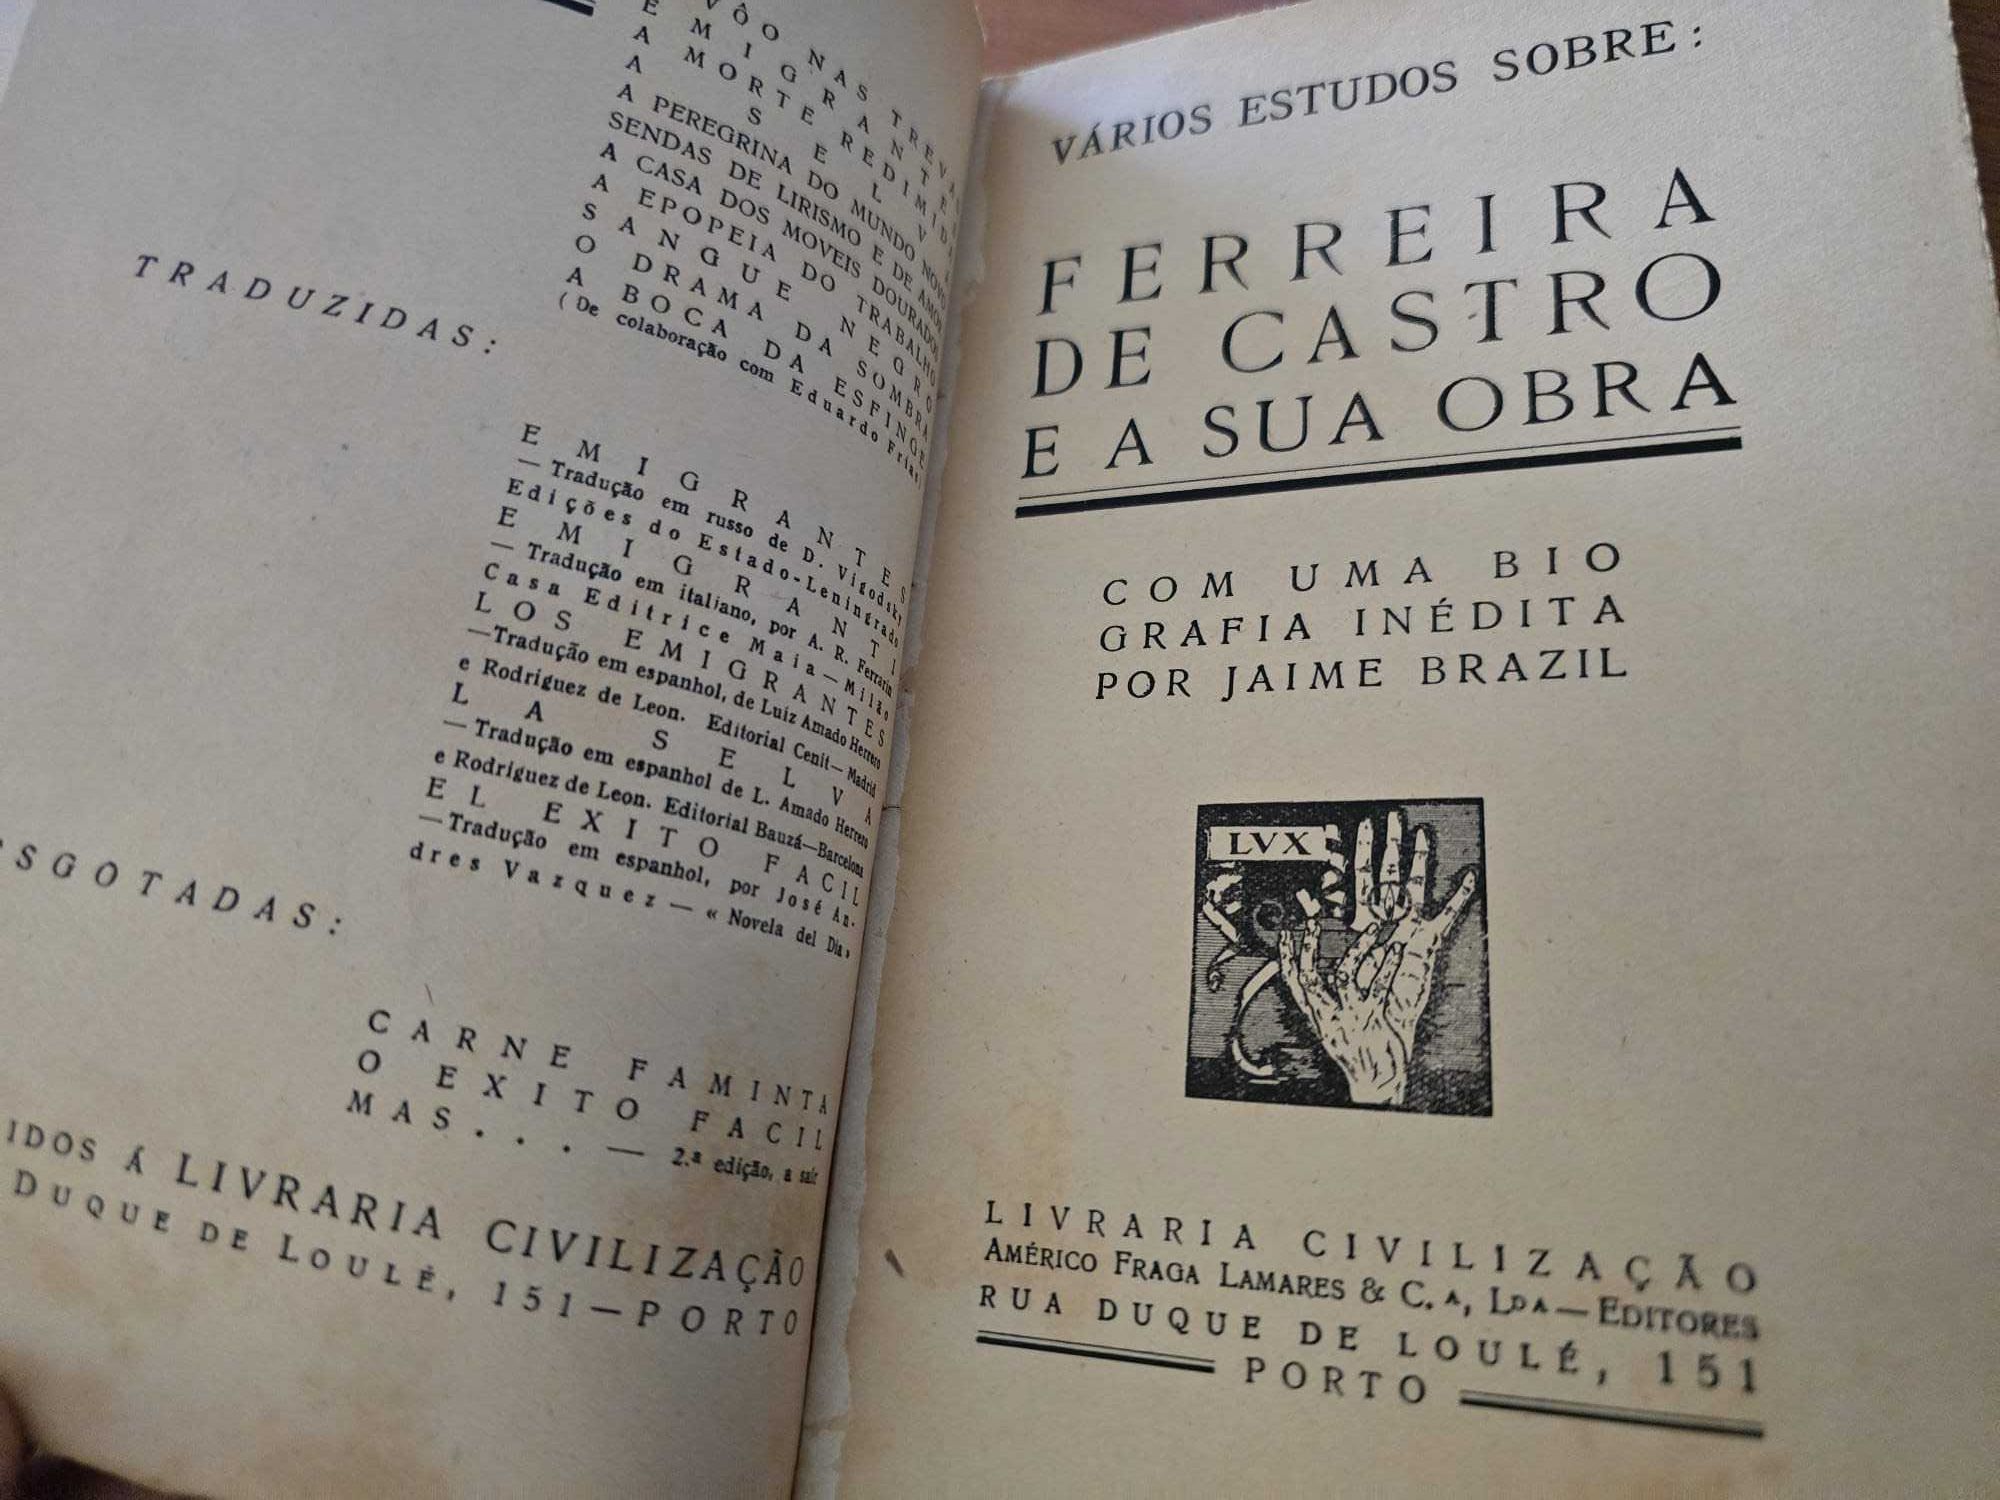 VÔO NAS TREVAS
EMIGRANTES
A MORTE REDIMIDA
A SELVA
A PEREGRINA DO MUNDO NOVO
SENDAS DE LIRISMO E DE AMOR
A CASA DOS MOVEIS DOURADOS
A EPOPEIA DO TRABALHO
SANGUE NEGRO
O DRAMA DA SOMBRA
A BOCA DA ESFINGE
(De colaboração com Eduardo Frias)
TRADUZIDAS:
EMIGRANTES
— Tradução em russo de D. Vigodsky
Edições do Estado-Leningrado
EMIGRANTI
— Tradução em italiano, por A. R. Ferrarin
Casa Editrice Maia — Milão
LOS EMIGRANTES
—Tradução em espanhol, de Luiz Amado Herrero
e Rodriguez de Leon. Editorial Cenit—Madrid
LA SELVA
— Tradução em espanhol de L. Amado Herrero
e Rodriguez de Leon. Editorial Bauzá—Barcelona
EL EXITO FACIL
—Tradução em espanhol, por José An-
dres Vazquez — « Novela del Dia»
SGOTADAS:
CARNE FAMINTA
O EXITO FACIL
MAS... — 2.ª edição, a saír
IDOS Á LIVRARIA CIVILIZAÇÃO
DUQUE DE LOULÉ, 151—PORTO
VÁRIOS ESTUDOS SOBRE:
FERREIRA
DE CASTRO
E A SUA OBRA
COM UMA BIO
GRAFIA INÉDITA
POR JAIME BRAZIL
LVX
LIVRARIA CIVILIZAÇÃO
AMÉRICO FRAGA LAMARES & C.A, LDA—EDITORES
RUA DUQUE DE LOULÉ, 151
PORTO